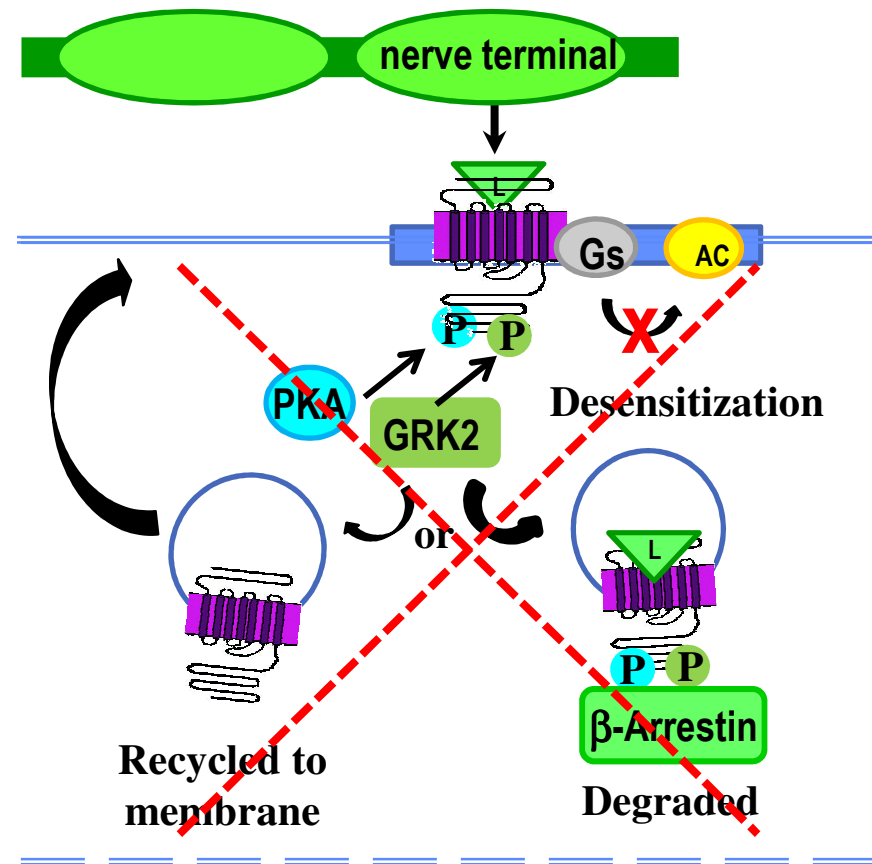 nerve terminal
L
Gs
AC
P
P
X
PKA
Desensitization
GRK2
or
L
P
P
β-Arrestin
Recycled to
membrane
Degraded